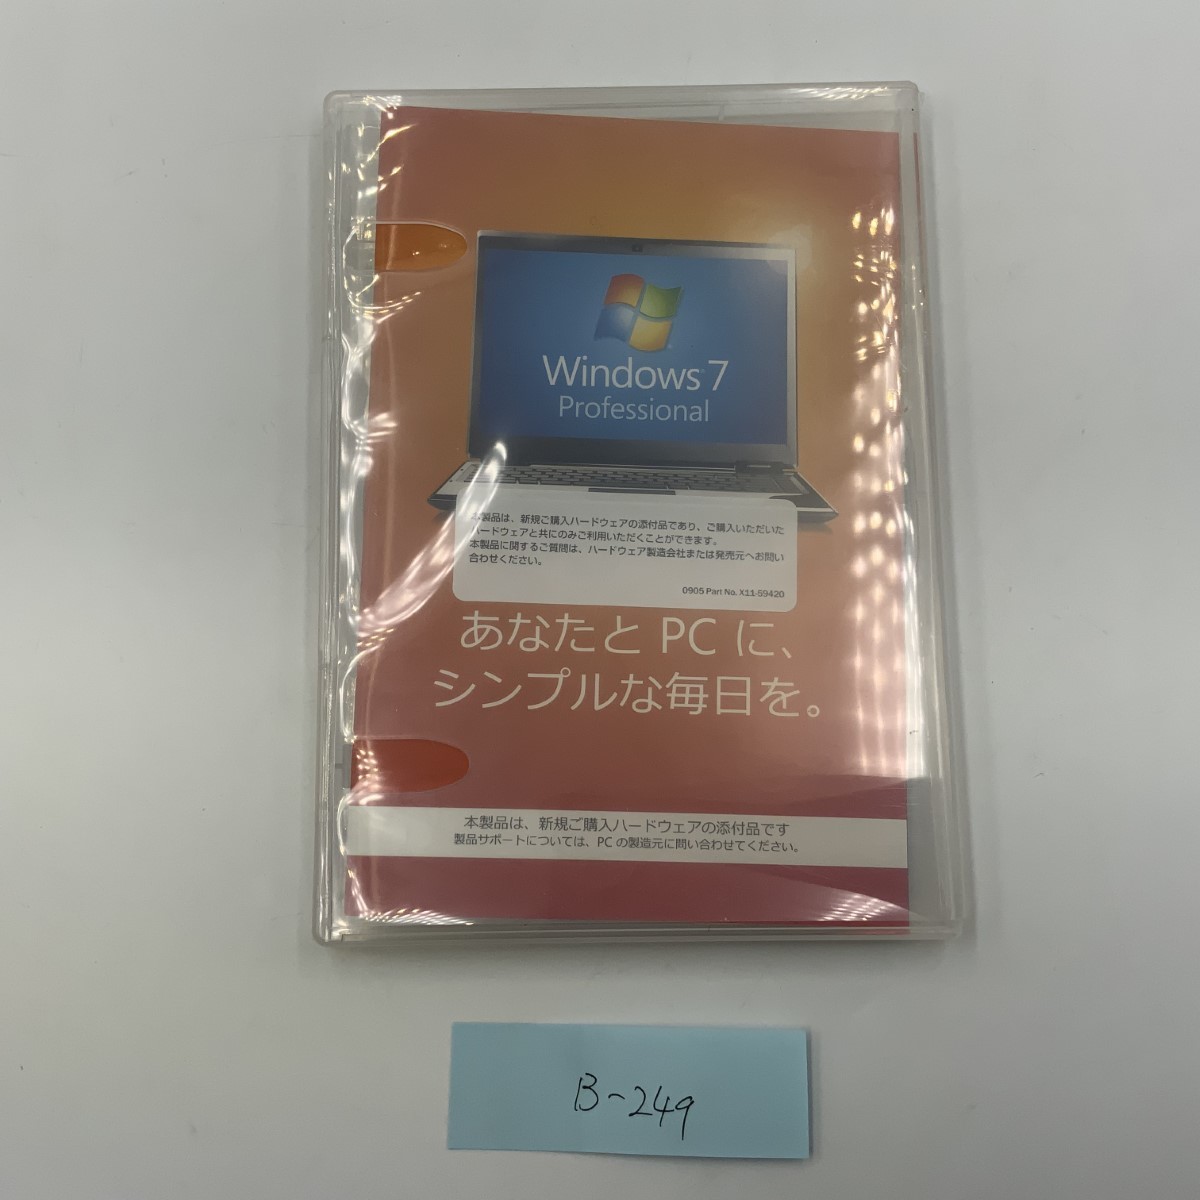 Windows 7
Professional
本製品は、新規ご購入ハードウェアの添付品であり、ご購入いただいた
ハードウェアと共にのみご利用いただくことができます。
本製品に関するご質問は、ハードウェア製造会社または発売元へお問い
合わせください。
0905 Part No. X11-59420
あなたと PC に、
シンプルな毎日を。
本製品は、新規ご購入ハードウェアの添付品です
製品サポートについては、PC の製造元に問い合わせてください。
B-249